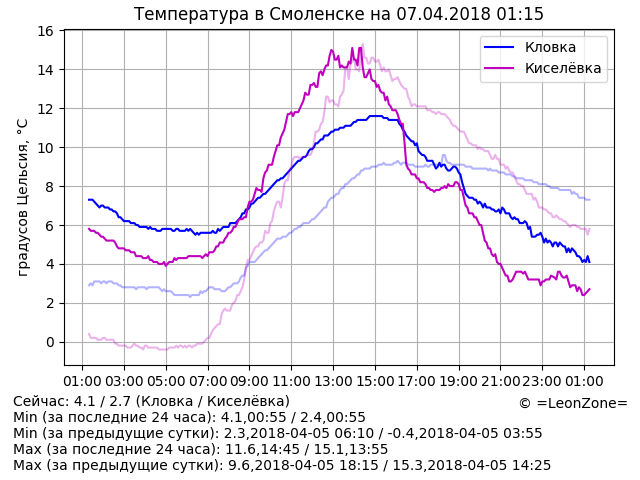 Температура в Смоленске на 07.04.2018 01:15
градусов Цельсия, °C
16
14
12
10
8
6
4
2
0
Кловка
Киселёвка
01:00 03:00 05:00 07:00 09:00 11:00 13:00 15:00 17:00 19:00 21:00 23:00 01:00
Сейчас: 4.1 / 2.7 (Кловка / Киселёвка)
© =LeonZone=
Min (за последние 24 часа): 4.1,00:55 / 2.4,00:55
Min (за предыдущие сутки): 2.3,2018-04-05 06:10 / -0.4,2018-04-05 03:55
Max (за последние 24 часа): 11.6,14:45 / 15.1,13:55
Max (за предыдущие сутки): 9.6,2018-04-05 18:15 / 15.3,2018-04-05 14:25